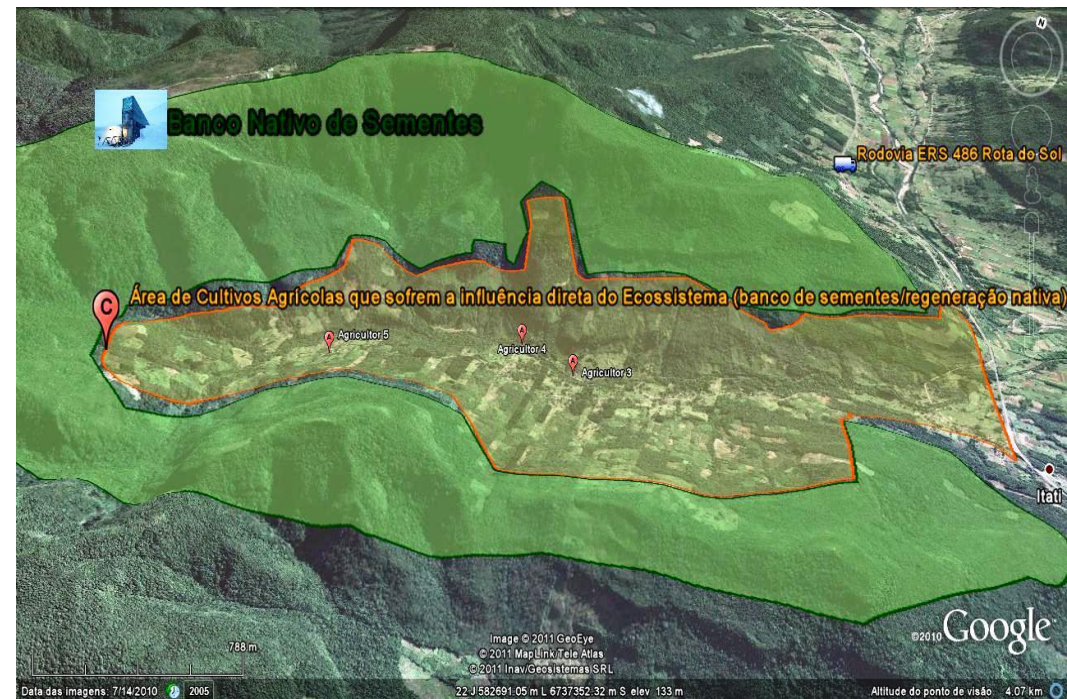 N
Banco Nativo de Sementes
Rodovia ERS 486 Rota do Sol
C
Área de Cultivos Agrícolas que sofrem a influência direta do Ecossistema (banco de sementes/regeneração nativa)
A
Agricultor 5
A
Agricultor 4
A
Agricultor 3
Itati
©2010 Google
788 m
Image © 2011 GeoEye
© 2011 MapLink/Tele Atlas
© 2011 Inav/Geosistemas SRL
Data das imagens: 7/14/2010 2005
22 J 582691.05 m L 6737352.32 m S elev 133 m
Altitude do ponto de visão 4.07 km